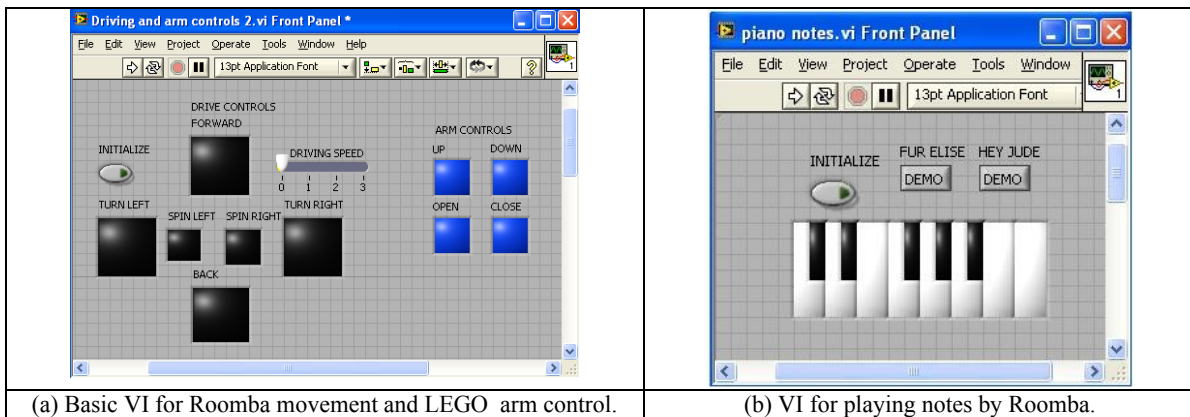 Driving and arm controls 2.vi Front Panel *
File Edit View Project Operate Tools Window Help
13pt Application Font
1
DRIVE CONTROLS
FORWARD
ARM CONTROLS
INITIALIZE
DRIVING SPEED
UP DOWN
0 1 2 3
TURN LEFT
SPIN LEFT SPIN RIGHT
TURN RIGHT
OPEN CLOSE
BACK
(a) Basic VI for Roomba movement and LEGO arm control.
piano notes.vi Front Panel
File Edit View Project Operate Tools Window
13pt Application Font
1
INITIALIZE
FUR ELISE HEY JUDE
DEMO DEMO
(b) VI for playing notes by Roomba.